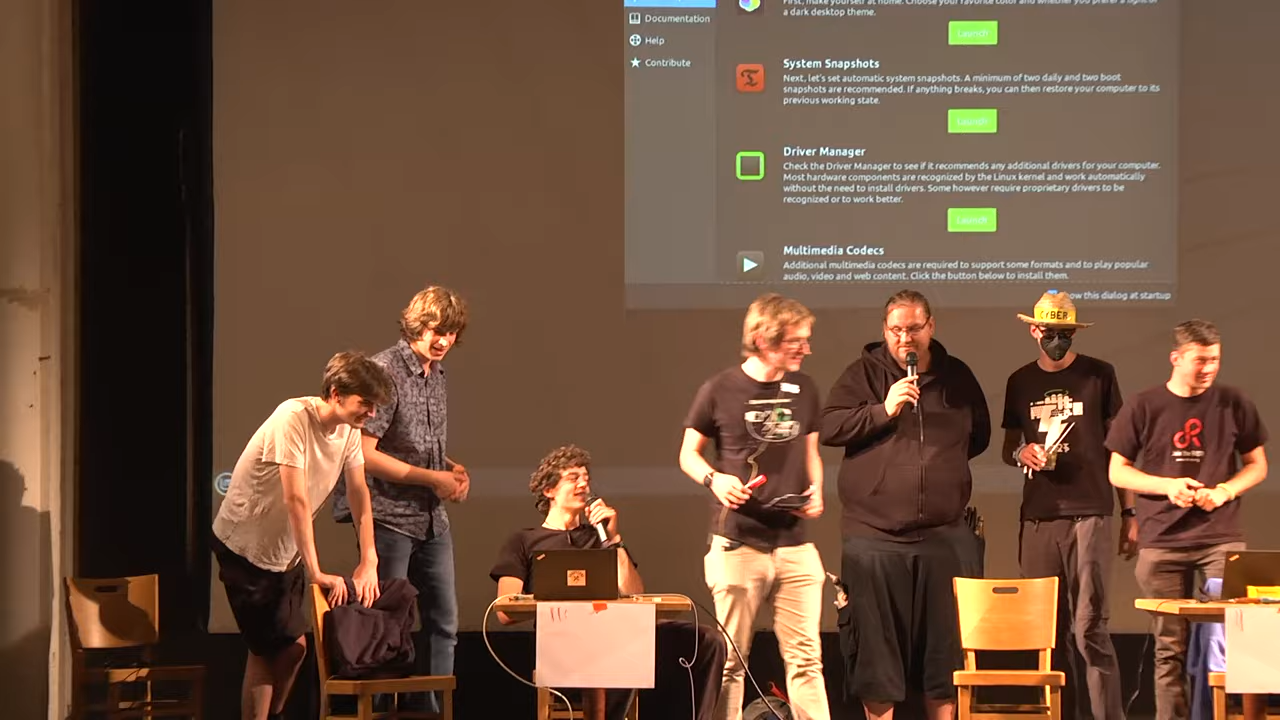 First, make yourself at home. Choose your favorite color and whether you prefer a light or
a dark desktop theme.
Launch
Documentation
Help
Contribute
System Snapshots
Next, let's set automatic system snapshots. A minimum of two daily and two boot
snapshots are recommended. If anything breaks, you can then restore your computer to its
previous working state.
Launch
Driver Manager
Check the Driver Manager to see if it recommends any additional drivers for your computer.
Most hardware components are recognized by the Linux kernel and work automatically
without the need to install drivers. Some however require proprietary drivers to be
recognized or to work better.
Launch
Multimedia Codecs
Additional multimedia codecs are required to support some formats and to play popular
audio, video and web content. Click the button below to install them.
how this dialog at startup
CYBER